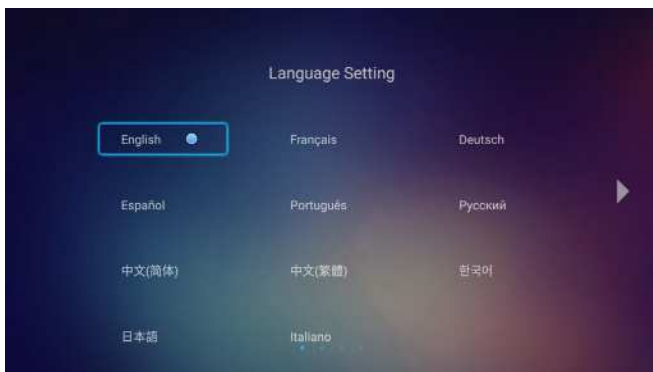 Language Setting
English
Français
Deutsch
Español
Português
Русский
中文(简体)
中文(繁體)
한국어
日本語
Italiano